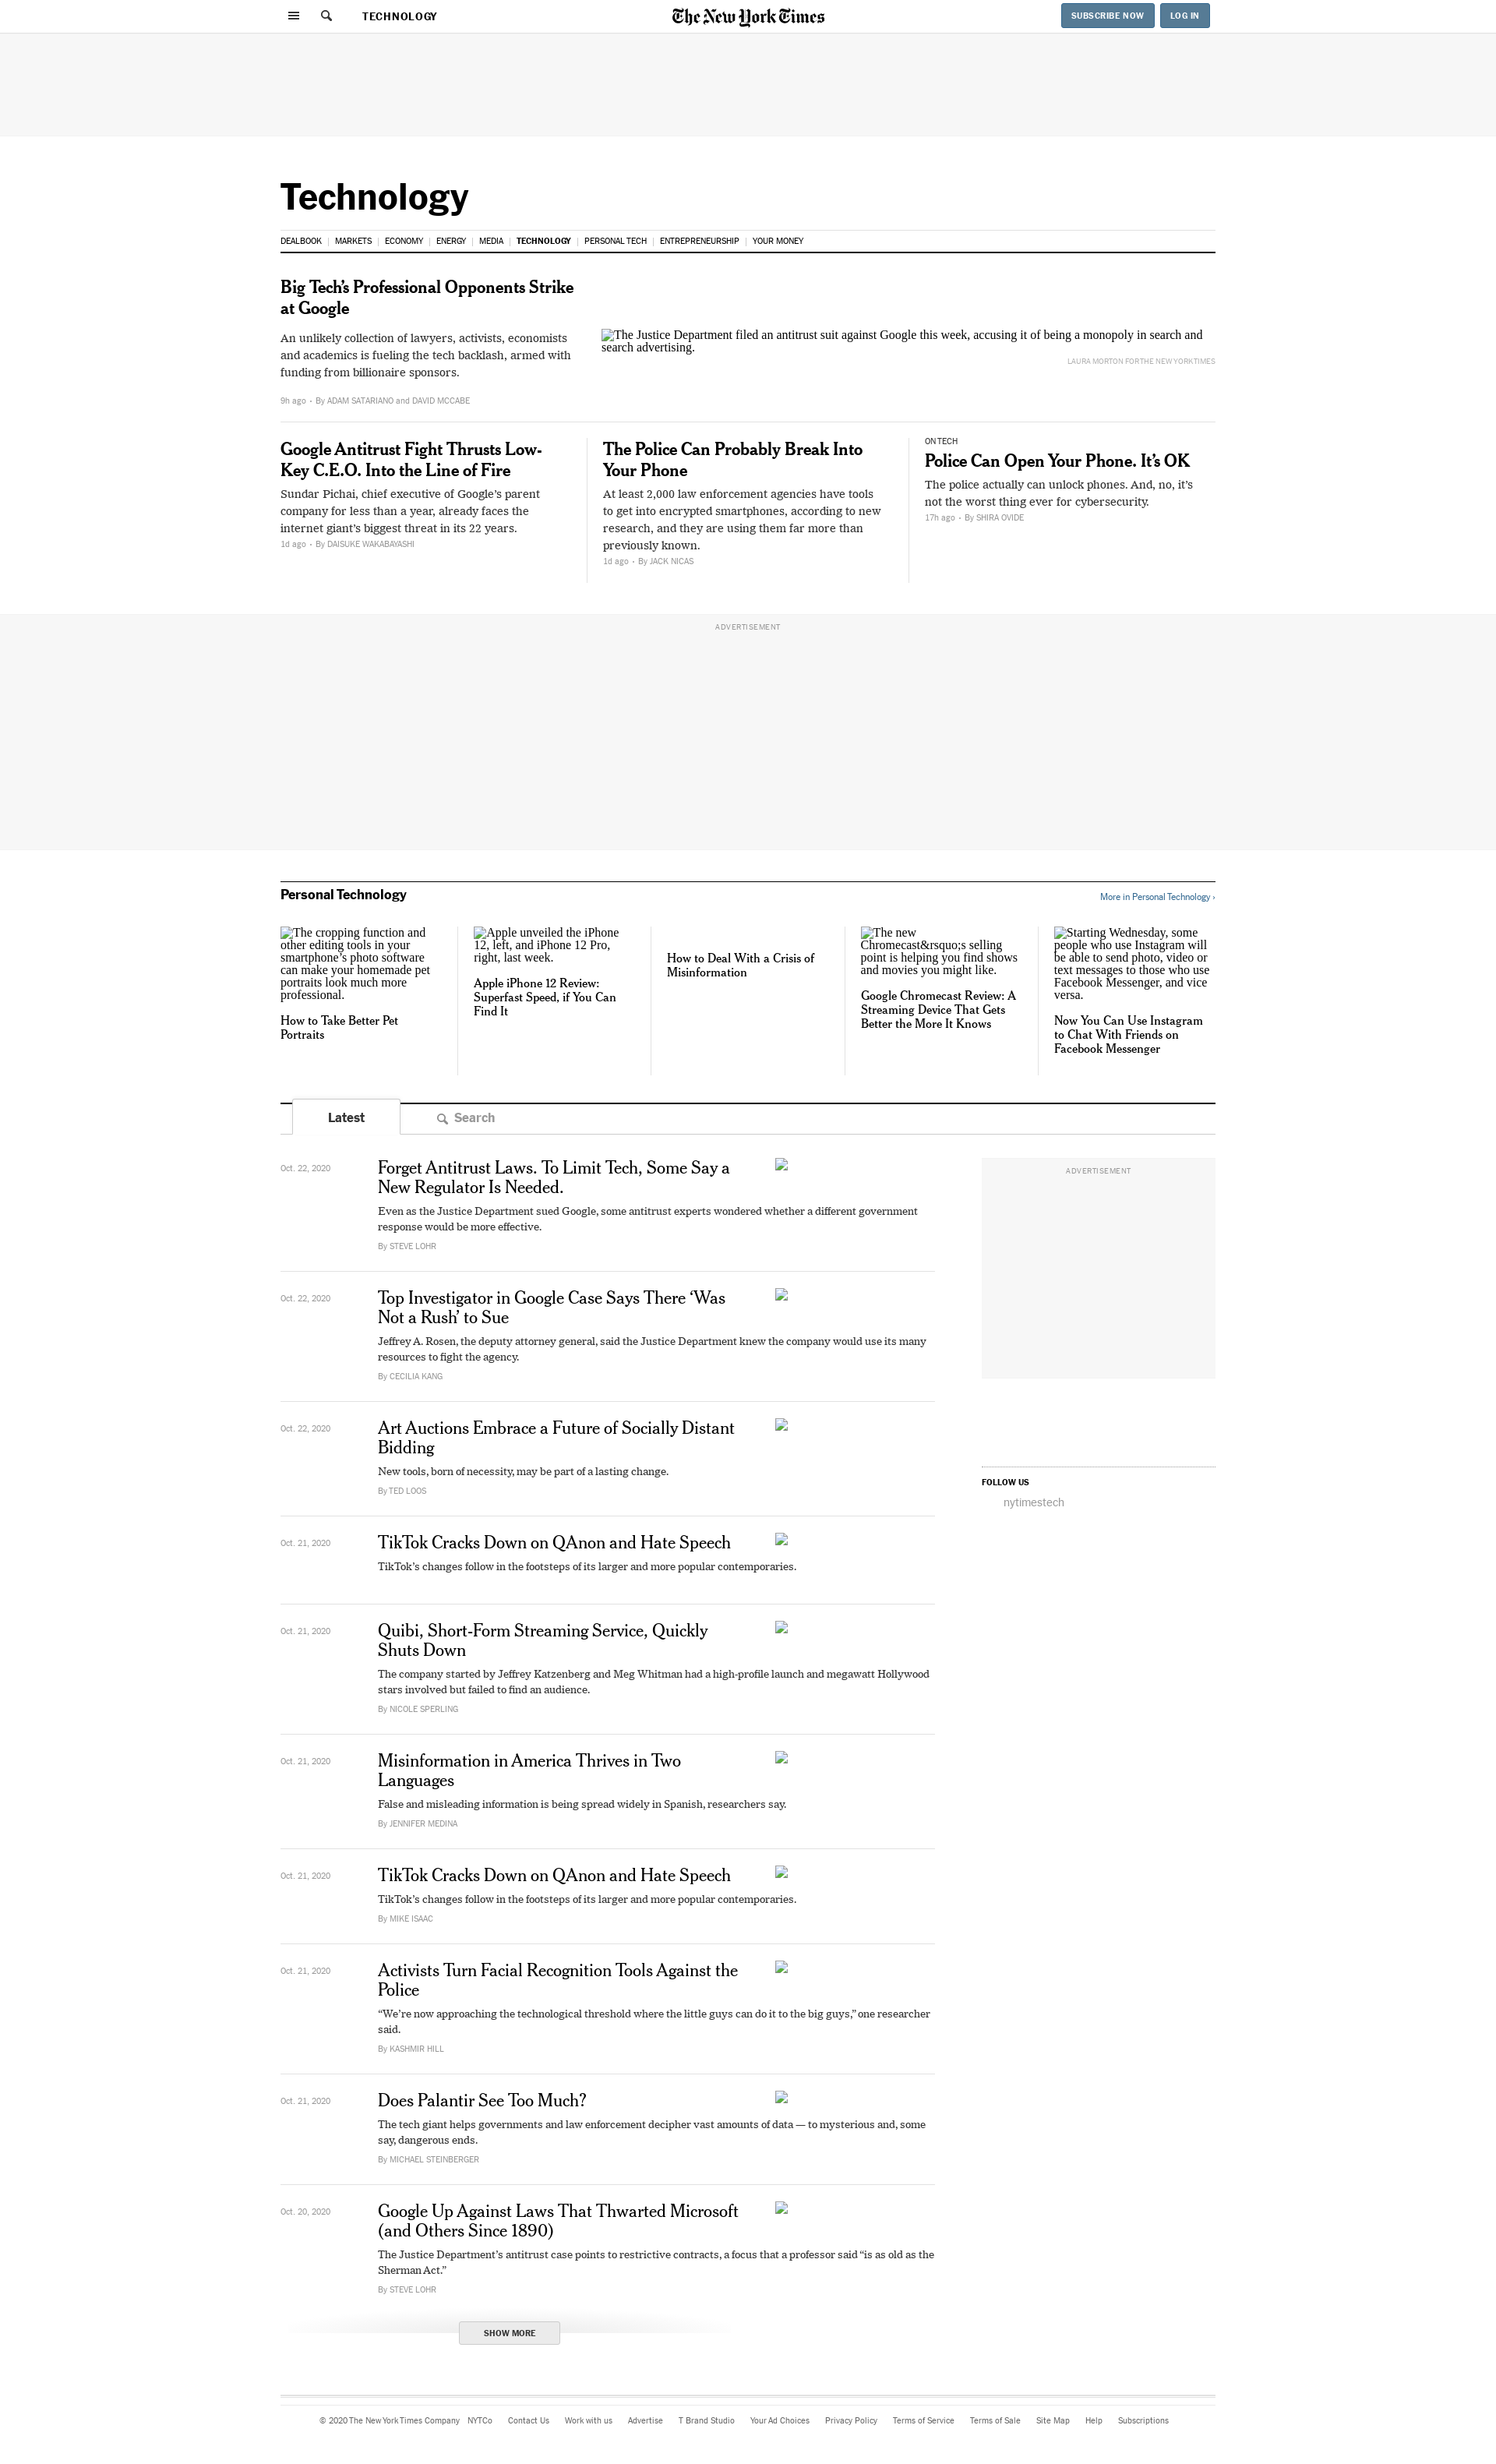 TECHNOLOGY
The New York Times
SUBSCRIBE NOW
LOG IN
Technology
DEALBOOK
MARKETS
ECONOMY
ENERGY
MEDIA
TECHNOLOGY
PERSONAL TECH
ENTREPRENEURSHIP
YOUR MONEY
Big Tech’s Professional Opponents Strike
at Google
An unlikely collection of lawyers, activists, economists
and academics is fueling the tech backlash, armed with
funding from billionaire sponsors.
9h ago • By ADAM SATARIANO and DAVID MCCABE
The Justice Department filed an antitrust suit against Google this week, accusing it of being a monopoly in search and
search advertising.
LAURA MORTON FOR THE NEW YORK TIMES
Google Antitrust Fight Thrusts Low-
Key C.E.O. Into the Line of Fire
Sundar Pichai, chief executive of Google’s parent
company for less than a year, already faces the
internet giant’s biggest threat in its 22 years.
1d ago • By DAISUKE WAKABAYASHI
The Police Can Probably Break Into
Your Phone
At least 2,000 law enforcement agencies have tools
to get into encrypted smartphones, according to new
research, and they are using them far more than
previously known.
1d ago • By JACK NICAS
ON TECH
Police Can Open Your Phone. It’s OK
The police actually can unlock phones. And, no, it’s
not the worst thing ever for cybersecurity.
17h ago • By SHIRA OVIDE
ADVERTISEMENT
Personal Technology
More in Personal Technology ›
The cropping function and
other editing tools in your
smartphone’s photo software
can make your homemade pet
portraits look much more
professional.
How to Take Better Pet
Portraits
Apple unveiled the iPhone
12, left, and iPhone 12 Pro,
right, last week.
Apple iPhone 12 Review:
Superfast Speed, if You Can
Find It
How to Deal With a Crisis of
Misinformation
The new
Chromecast&rsquo;s selling
point is helping you find shows
and movies you might like.
Google Chromecast Review: A
Streaming Device That Gets
Better the More It Knows
Starting Wednesday, some
people who use Instagram will
be able to send photo, video or
text messages to those who use
Facebook Messenger, and vice
versa.
Now You Can Use Instagram
to Chat With Friends on
Facebook Messenger
Latest
Search
Oct. 22, 2020
Forget Antitrust Laws. To Limit Tech, Some Say a
New Regulator Is Needed.
Even as the Justice Department sued Google, some antitrust experts wondered whether a different government
response would be more effective.
By STEVE LOHR
ADVERTISEMENT
Oct. 22, 2020
Top Investigator in Google Case Says There ‘Was
Not a Rush’ to Sue
Jeffrey A. Rosen, the deputy attorney general, said the Justice Department knew the company would use its many
resources to fight the agency.
By CECILIA KANG
Oct. 22, 2020
Art Auctions Embrace a Future of Socially Distant
Bidding
New tools, born of necessity, may be part of a lasting change.
By TED LOOS
FOLLOW US
nytimestech
Oct. 21, 2020
TikTok Cracks Down on QAnon and Hate Speech
TikTok’s changes follow in the footsteps of its larger and more popular contemporaries.
Oct. 21, 2020
Quibi, Short-Form Streaming Service, Quickly
Shuts Down
The company started by Jeffrey Katzenberg and Meg Whitman had a high-profile launch and megawatt Hollywood
stars involved but failed to find an audience.
By NICOLE SPERLING
Oct. 21, 2020
Misinformation in America Thrives in Two
Languages
False and misleading information is being spread widely in Spanish, researchers say.
By JENNIFER MEDINA
Oct. 21, 2020
TikTok Cracks Down on QAnon and Hate Speech
TikTok’s changes follow in the footsteps of its larger and more popular contemporaries.
By MIKE ISAAC
Oct. 21, 2020
Activists Turn Facial Recognition Tools Against the
Police
“We’re now approaching the technological threshold where the little guys can do it to the big guys,” one researcher
said.
By KASHMIR HILL
Oct. 21, 2020
Does Palantir See Too Much?
The tech giant helps governments and law enforcement decipher vast amounts of data — to mysterious and, some
say, dangerous ends.
By MICHAEL STEINBERGER
Oct. 20, 2020
Google Up Against Laws That Thwarted Microsoft
(and Others Since 1890)
The Justice Department’s antitrust case points to restrictive contracts, a focus that a professor said “is as old as the
Sherman Act.”
By STEVE LOHR
SHOW MORE
© 2020 The New York Times Company NYTCo Contact Us Work with us Advertise T Brand Studio Your Ad Choices Privacy Policy Terms of Service Terms of Sale Site Map Help Subscriptions